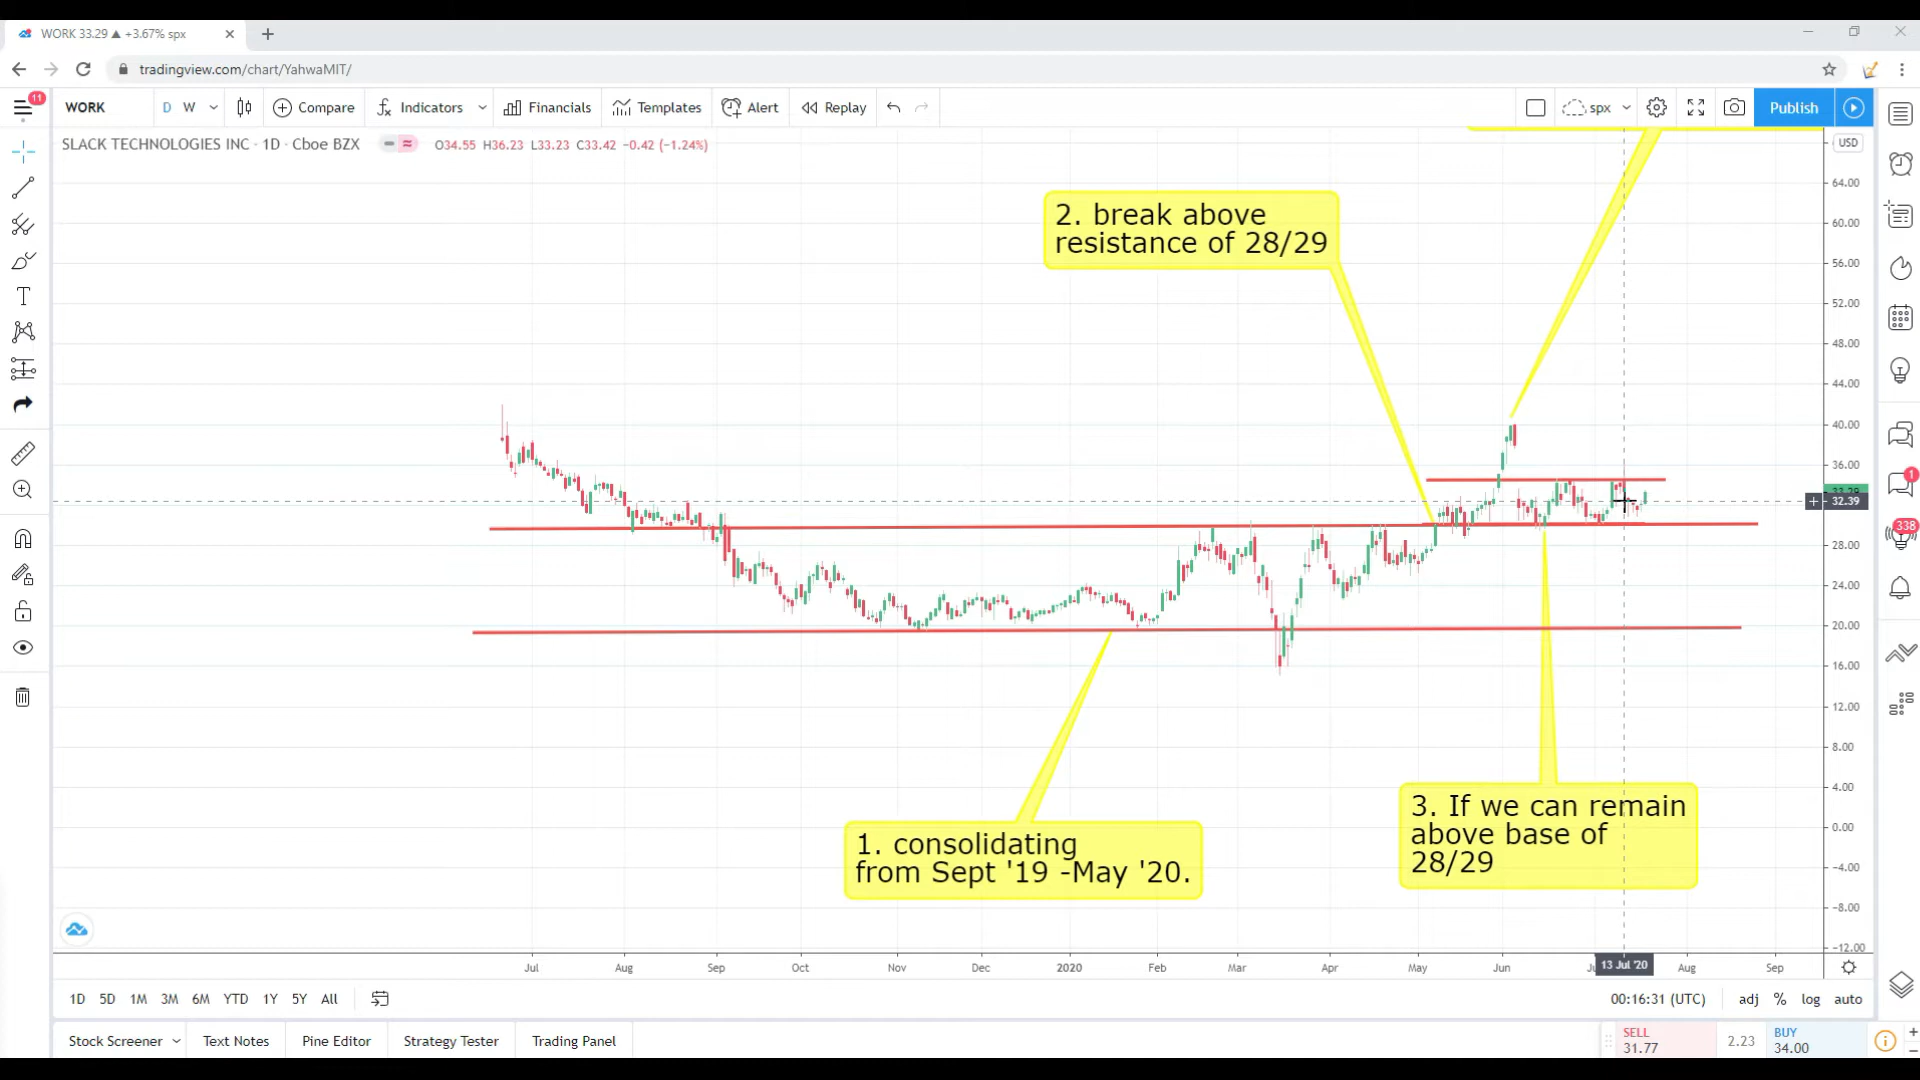 WORK 33.29 ▲ +3.67% spx
tradingview.com/chart/YahwaMIT/
11
WORK
D W
Compare
Indicators
Financials
Templates
Alert
Replay
spx
Publish
SLACK TECHNOLOGIES INC · 1D · Cboe BZX
O34.55 H36.23 L33.23 C33.42 −0.42 (−1.24%)
USD
64.00
60.00
56.00
52.00
48.00
44.00
40.00
36.00
32.39
28.00
24.00
20.00
16.00
12.00
8.00
4.00
0.00
−4.00
−8.00
−12.00
2. break above
resistance of 28/29
1. consolidating
from Sept '19 -May '20.
3. If we can remain
above base of
28/29
1
338
Jul Aug Sep Oct Nov Dec 2020 Feb Mar Apr May Jun 13 Jul '20 Aug Sep
1D 5D 1M 3M 6M YTD 1Y 5Y All
00:16:31 (UTC) adj % log auto
Stock Screener
Text Notes
Pine Editor
Strategy Tester
Trading Panel
SELL
31.77
2.23
BUY
34.00